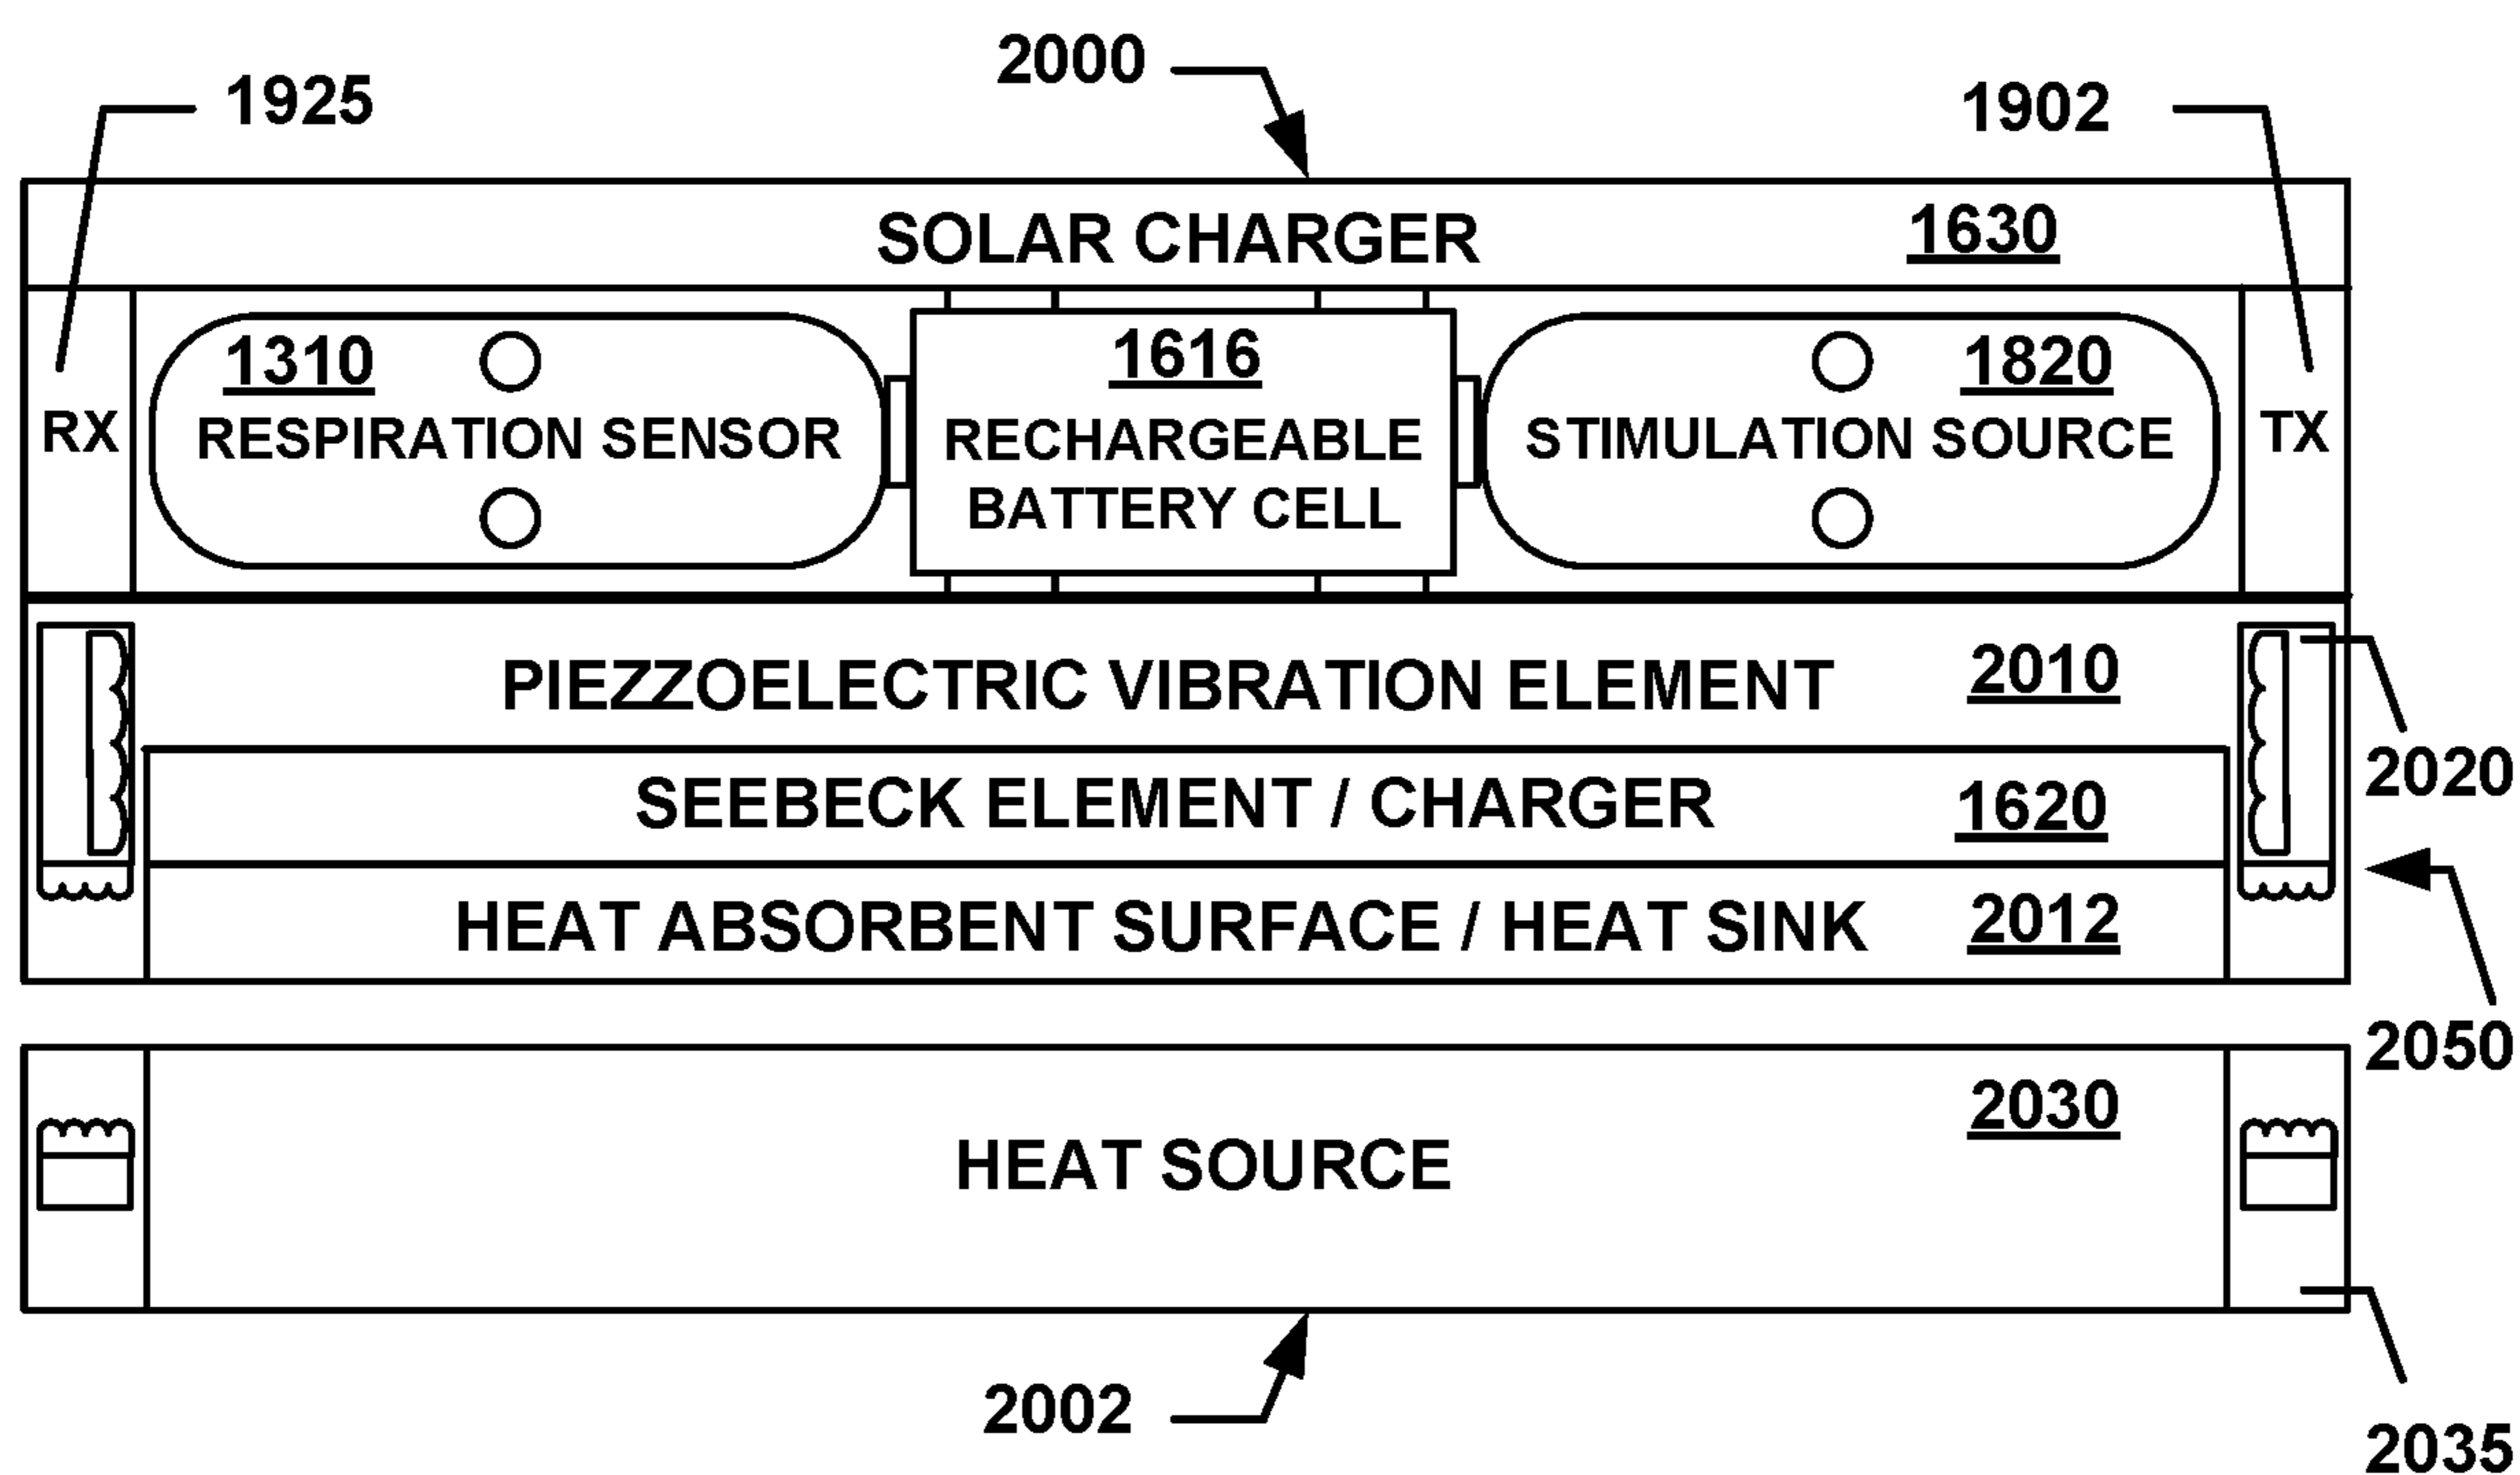 2000
1925
1902
SOLAR CHARGER 1630
1310
1616
1820
RX
RESPIRATION SENSOR
RECHARGEABLE
BATTERY CELL
STIMULATION SOURCE
TX
PIEZZOELECTRIC VIBRATION ELEMENT 2010
2020
SEEBECK ELEMENT / CHARGER 1620
HEAT ABSORBENT SURFACE / HEAT SINK 2012
2050
2030
HEAT SOURCE
2002
2035